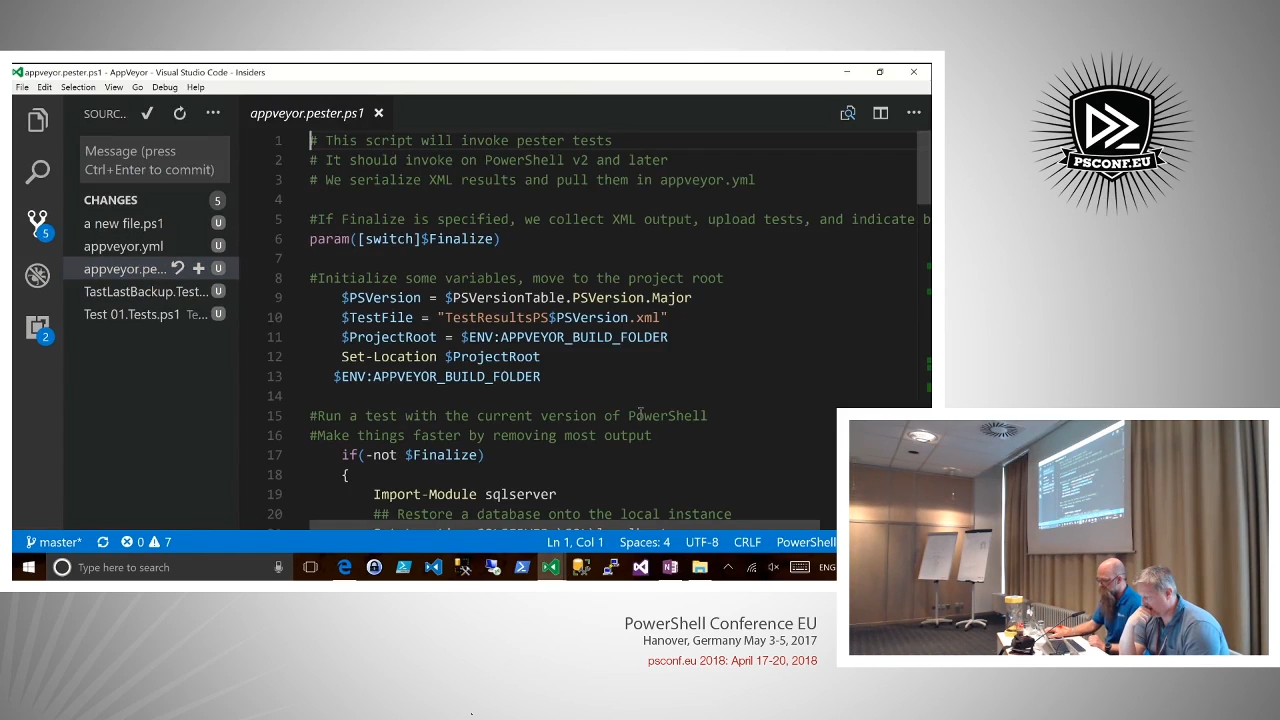 appveyor.pester.ps1 - AppVeyor - Visual Studio Code - Insiders
File Edit Selection View Go Debug Help
SOURC..
appveyor.pester.ps1
Message (press
Ctrl+Enter to commit)
CHANGES 5
a new file.ps1 U
appveyor.yml U
appveyor.pe... U
TastLastBackup.Test... U
Test 01.Tests.ps1 Te... U
5
2
1 # This script will invoke pester tests
2 # It should invoke on PowerShell v2 and later
3 # We serialize XML results and pull them in appveyor.yml
4
5 #If Finalize is specified, we collect XML output, upload tests, and indicate b
6 param([switch]$Finalize)
7
8 #Initialize some variables, move to the project root
9 $PSVersion = $PSVersionTable.PSVersion.Major
10 $TestFile = "TestResultsPS$PSVersion.xml"
11 $ProjectRoot = $ENV:APPVEYOR_BUILD_FOLDER
12 Set-Location $ProjectRoot
13 $ENV:APPVEYOR_BUILD_FOLDER
14
15 #Run a test with the current version of PowerShell
16 #Make things faster by removing most output
17 if(-not $Finalize)
18 {
19 Import-Module sqlserver
20 ## Restore a database onto the local instance
master* 0 7 Ln 1, Col 1 Spaces: 4 UTF-8 CRLF PowerShell
Type here to search
ENG
PSCONF.EU
PowerShell Conference EU
Hanover, Germany May 3-5, 2017
psconf.eu 2018: April 17-20, 2018